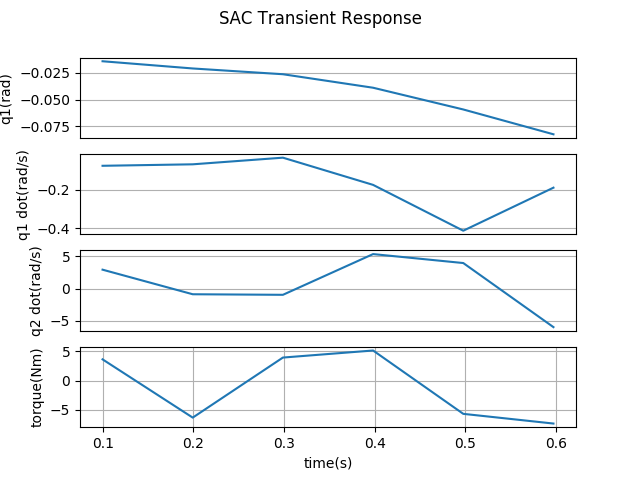 SAC Transient Response
q1(rad)
−0.025
−0.050
−0.075
q1 dot(rad/s)
−0.2
−0.4
q2 dot(rad/s)
5
0
−5
torque(Nm)
5
0
−5
0.1 0.2 0.3 0.4 0.5 0.6
time(s)